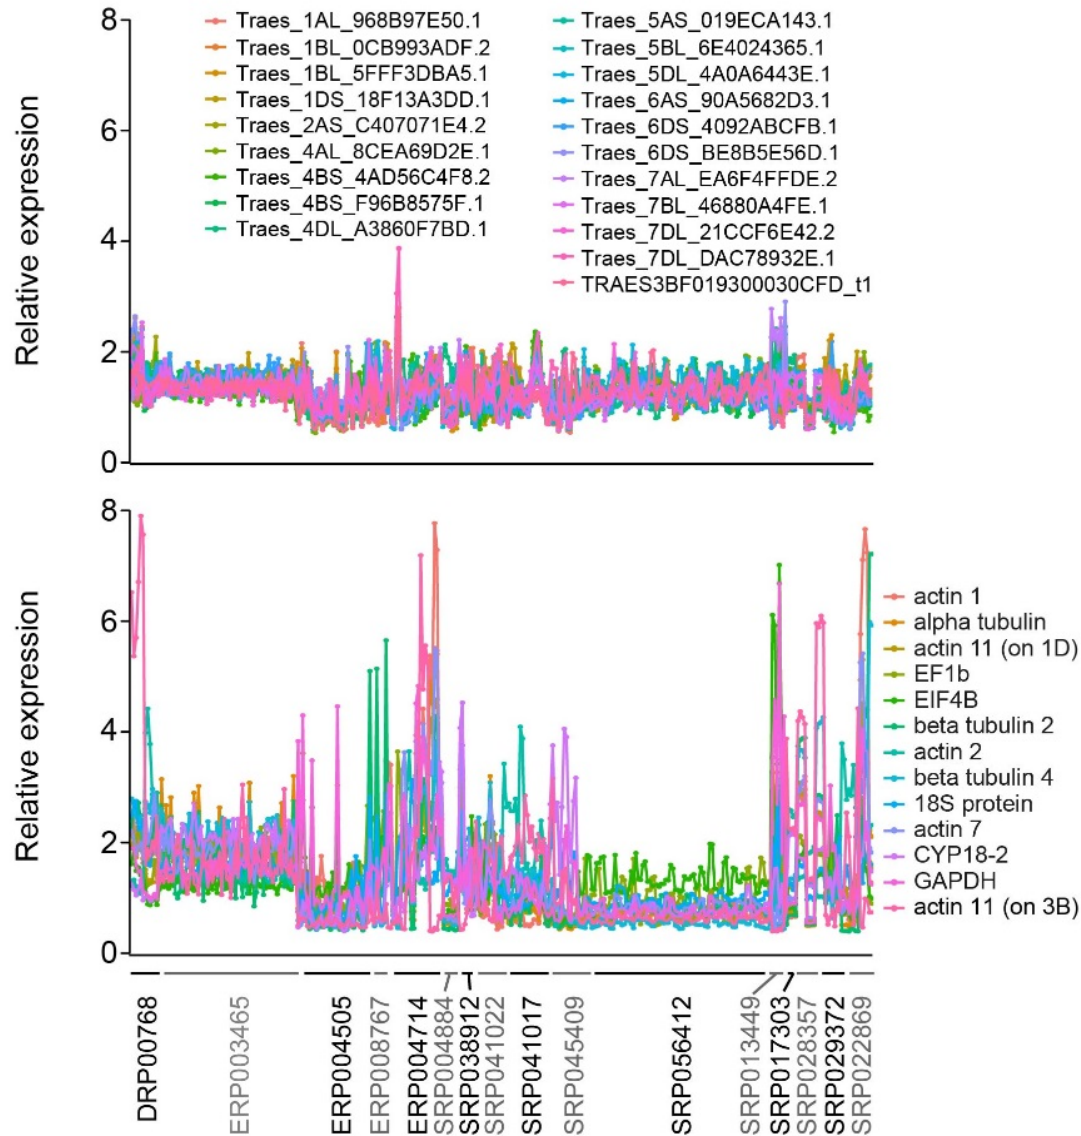 Relative expression
8
6
4
2
0
Traes_1AL_968B97E50.1
Traes_1BL_0CB993ADF.2
Traes_1BL_5FFF3DBA5.1
Traes_1DS_18F13A3DD.1
Traes_2AS_C407071E4.2
Traes_4AL_8CEA69D2E.1
Traes_4BS_4AD56C4F8.2
Traes_4BS_F96B8575F.1
Traes_4DL_A3860F7BD.1
Traes_5AS_019ECA143.1
Traes_5BL_6E4024365.1
Traes_5DL_4A0A6443E.1
Traes_6AS_90A5682D3.1
Traes_6DS_4092ABCFB.1
Traes_6DS_BE8B5E56D.1
Traes_7AL_EA6F4FFDE.2
Traes_7BL_46880A4FE.1
Traes_7DL_21CCF6E42.2
Traes_7DL_DAC78932E.1
TRAES3BF019300030CFD_t1
Relative expression
8
6
4
2
0
actin 1
alpha tubulin
actin 11 (on 1D)
EF1b
EIF4B
beta tubulin 2
actin 2
beta tubulin 4
18S protein
actin 7
CYP18-2
GAPDH
actin 11 (on 3B)
DRP00768
ERP003465
ERP004505
ERP008767
ERP004714
SRP004884
SRP038912
SRP041022
SRP041017
SRP045409
SRP056412
SRP013449
SRP017303
SRP028357
SRP029372
SRP022869